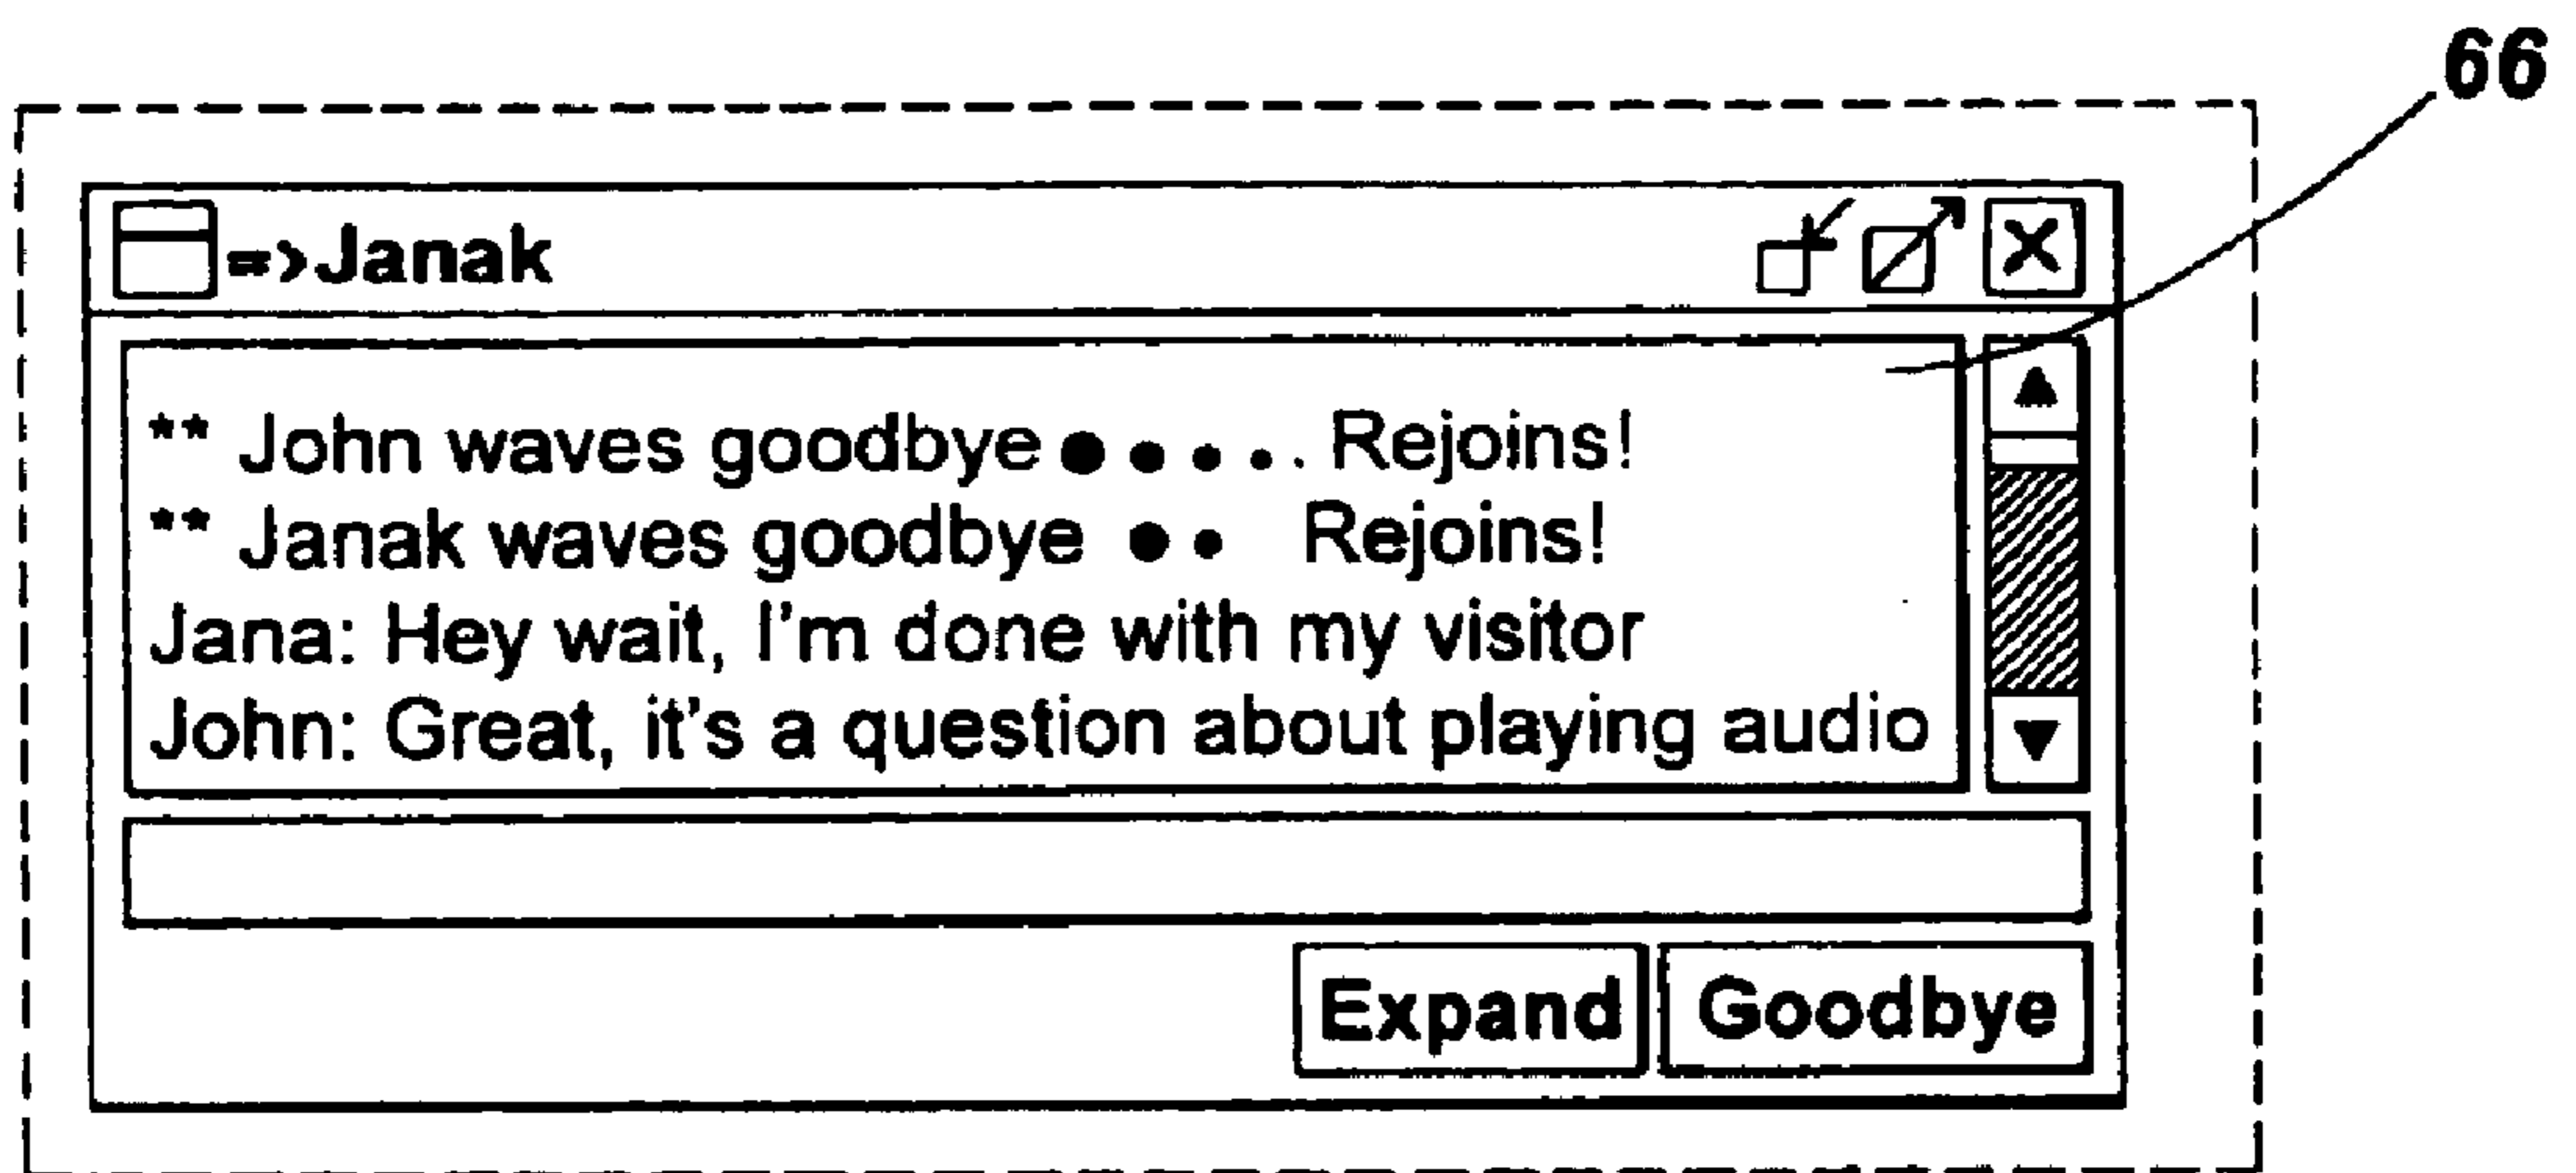 66
=>Janak
** John waves goodbye ● • • • . Rejoins!
** Janak waves goodbye ● • Rejoins!
Jana: Hey wait, I'm done with my visitor
John: Great, it's a question about playing audio
Expand Goodbye